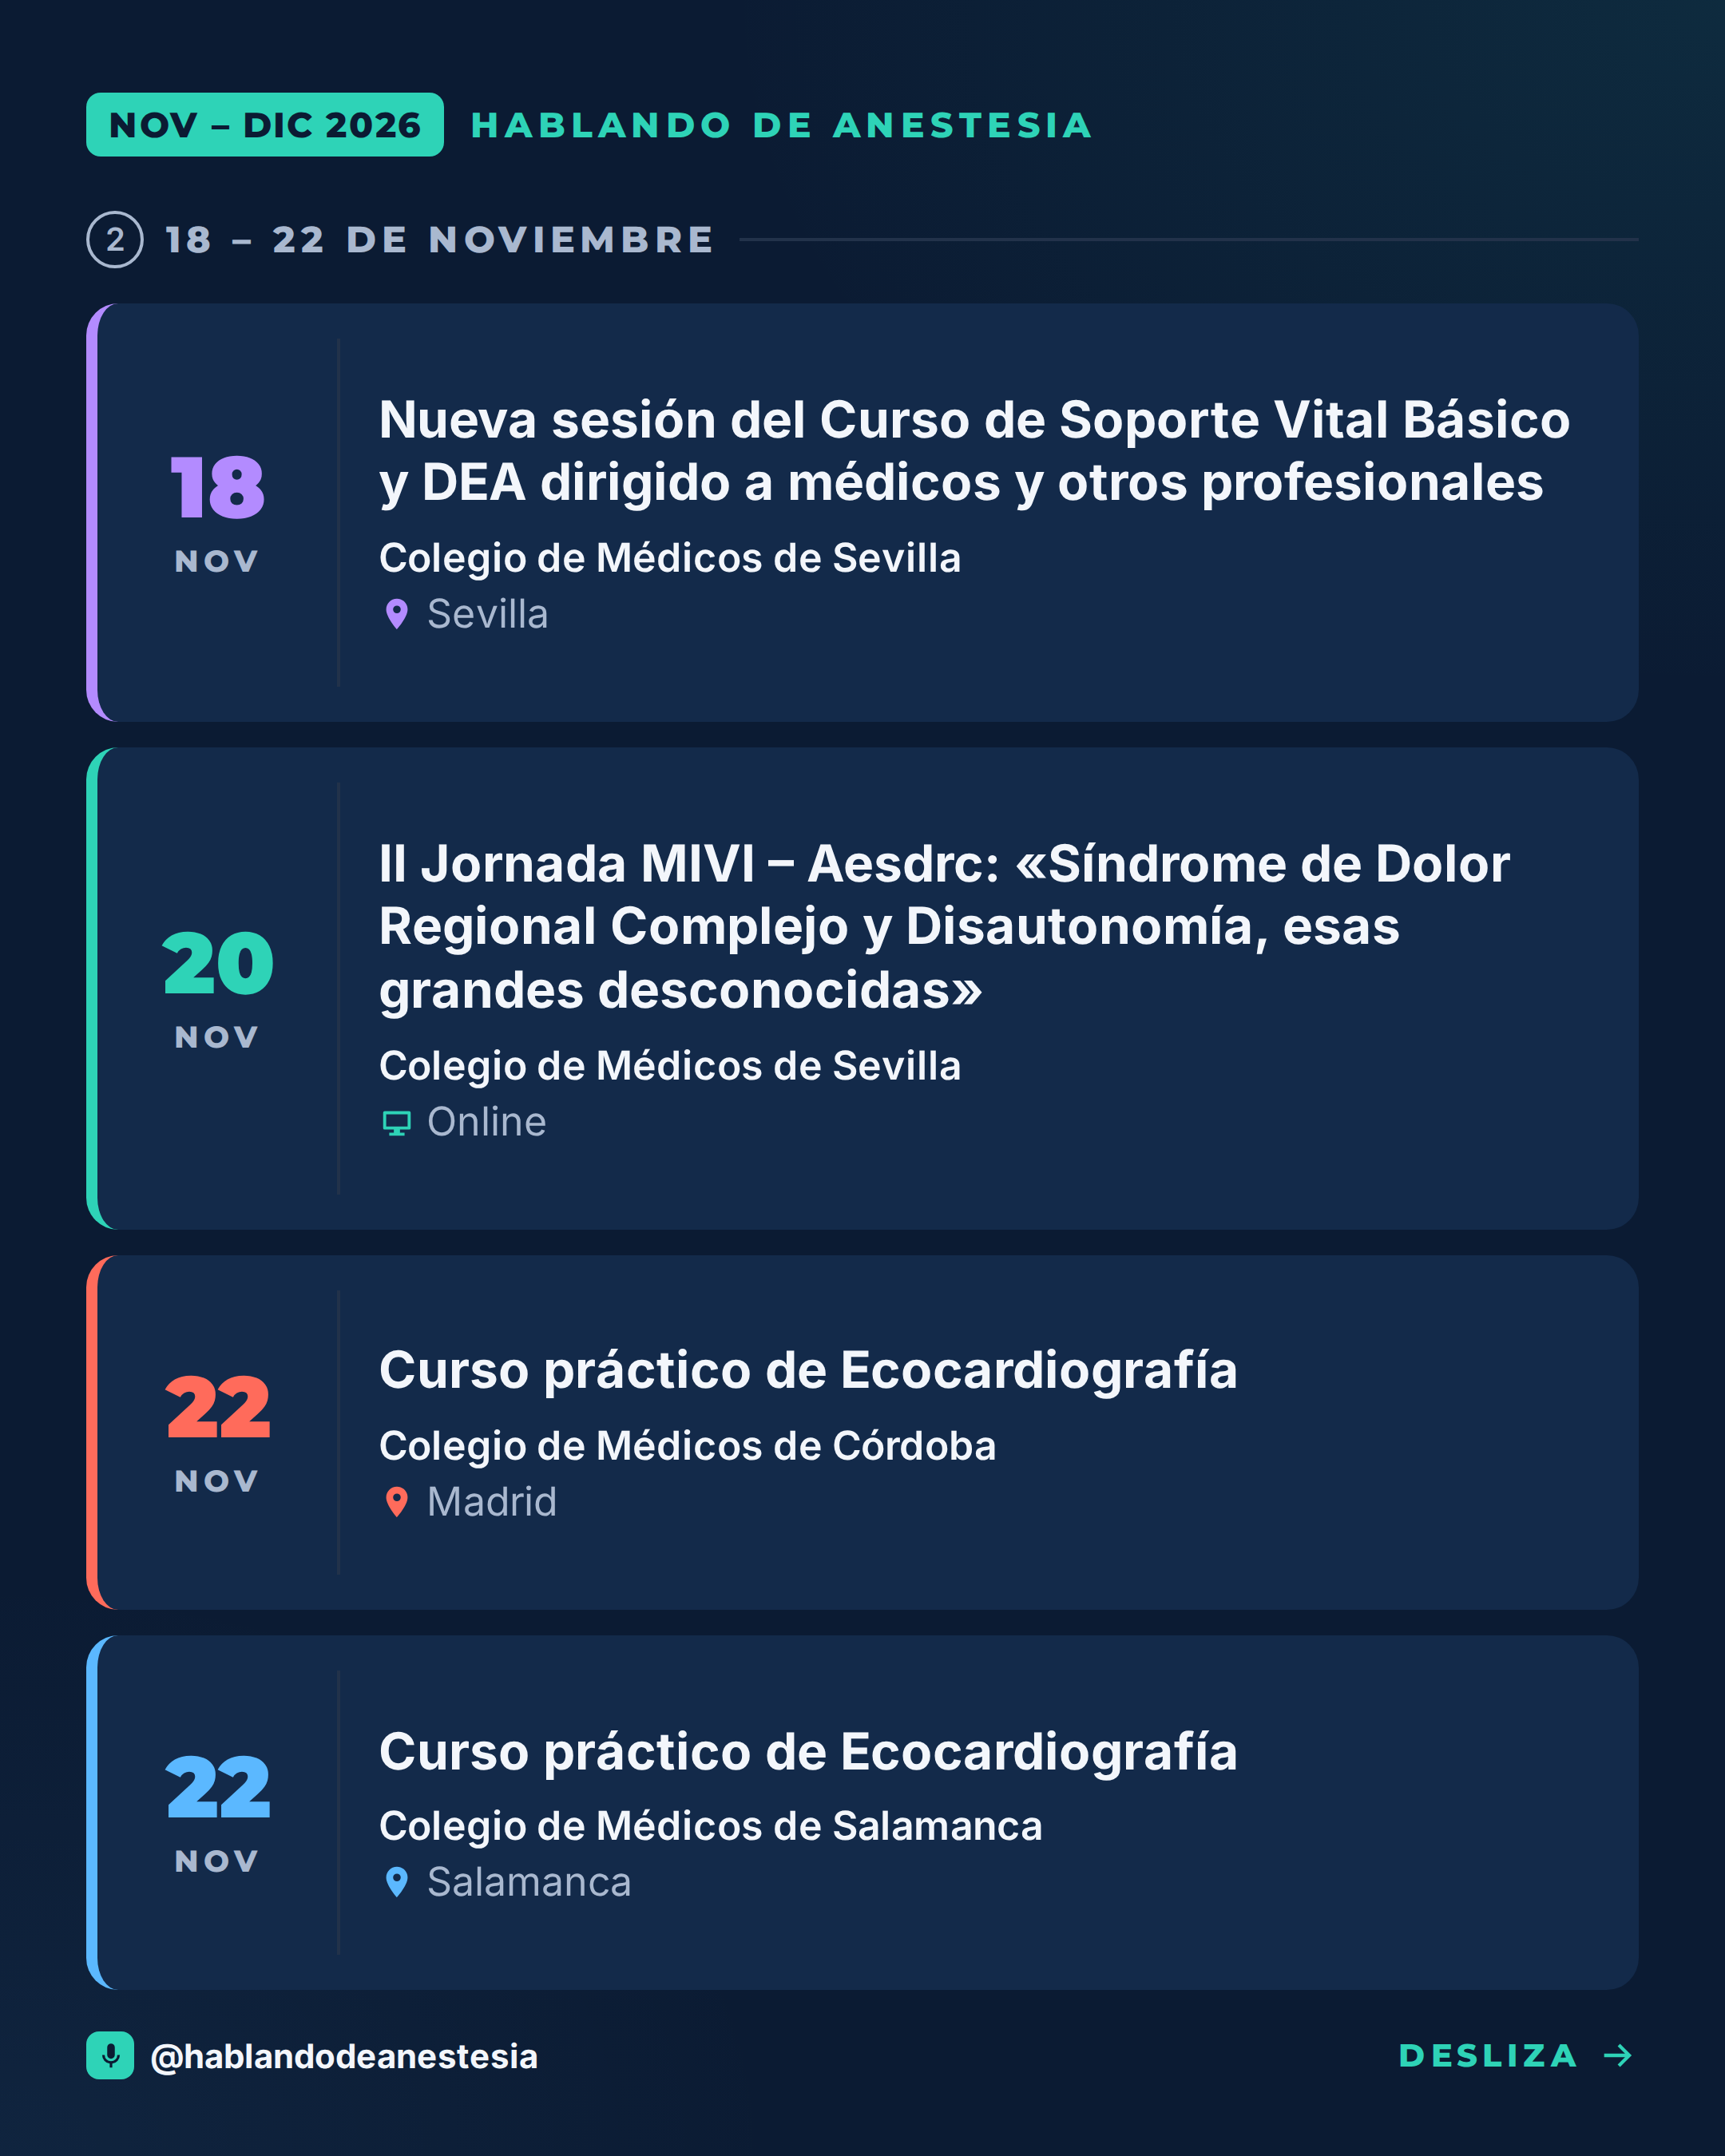 NOV – DIC 2026 HABLANDO DE ANESTESIA
2 18 – 22 DE NOVIEMBRE
18
NOV
Nueva sesión del Curso de Soporte Vital Básico
y DEA dirigido a médicos y otros profesionales
Colegio de Médicos de Sevilla
Sevilla
20
NOV
II Jornada MIVI – Aesdrc: «Síndrome de Dolor
Regional Complejo y Disautonomía, esas
grandes desconocidas»
Colegio de Médicos de Sevilla
Online
22
NOV
Curso práctico de Ecocardiografía
Colegio de Médicos de Córdoba
Madrid
22
NOV
Curso práctico de Ecocardiografía
Colegio de Médicos de Salamanca
Salamanca
@hablandodeanestesia
DESLIZA →